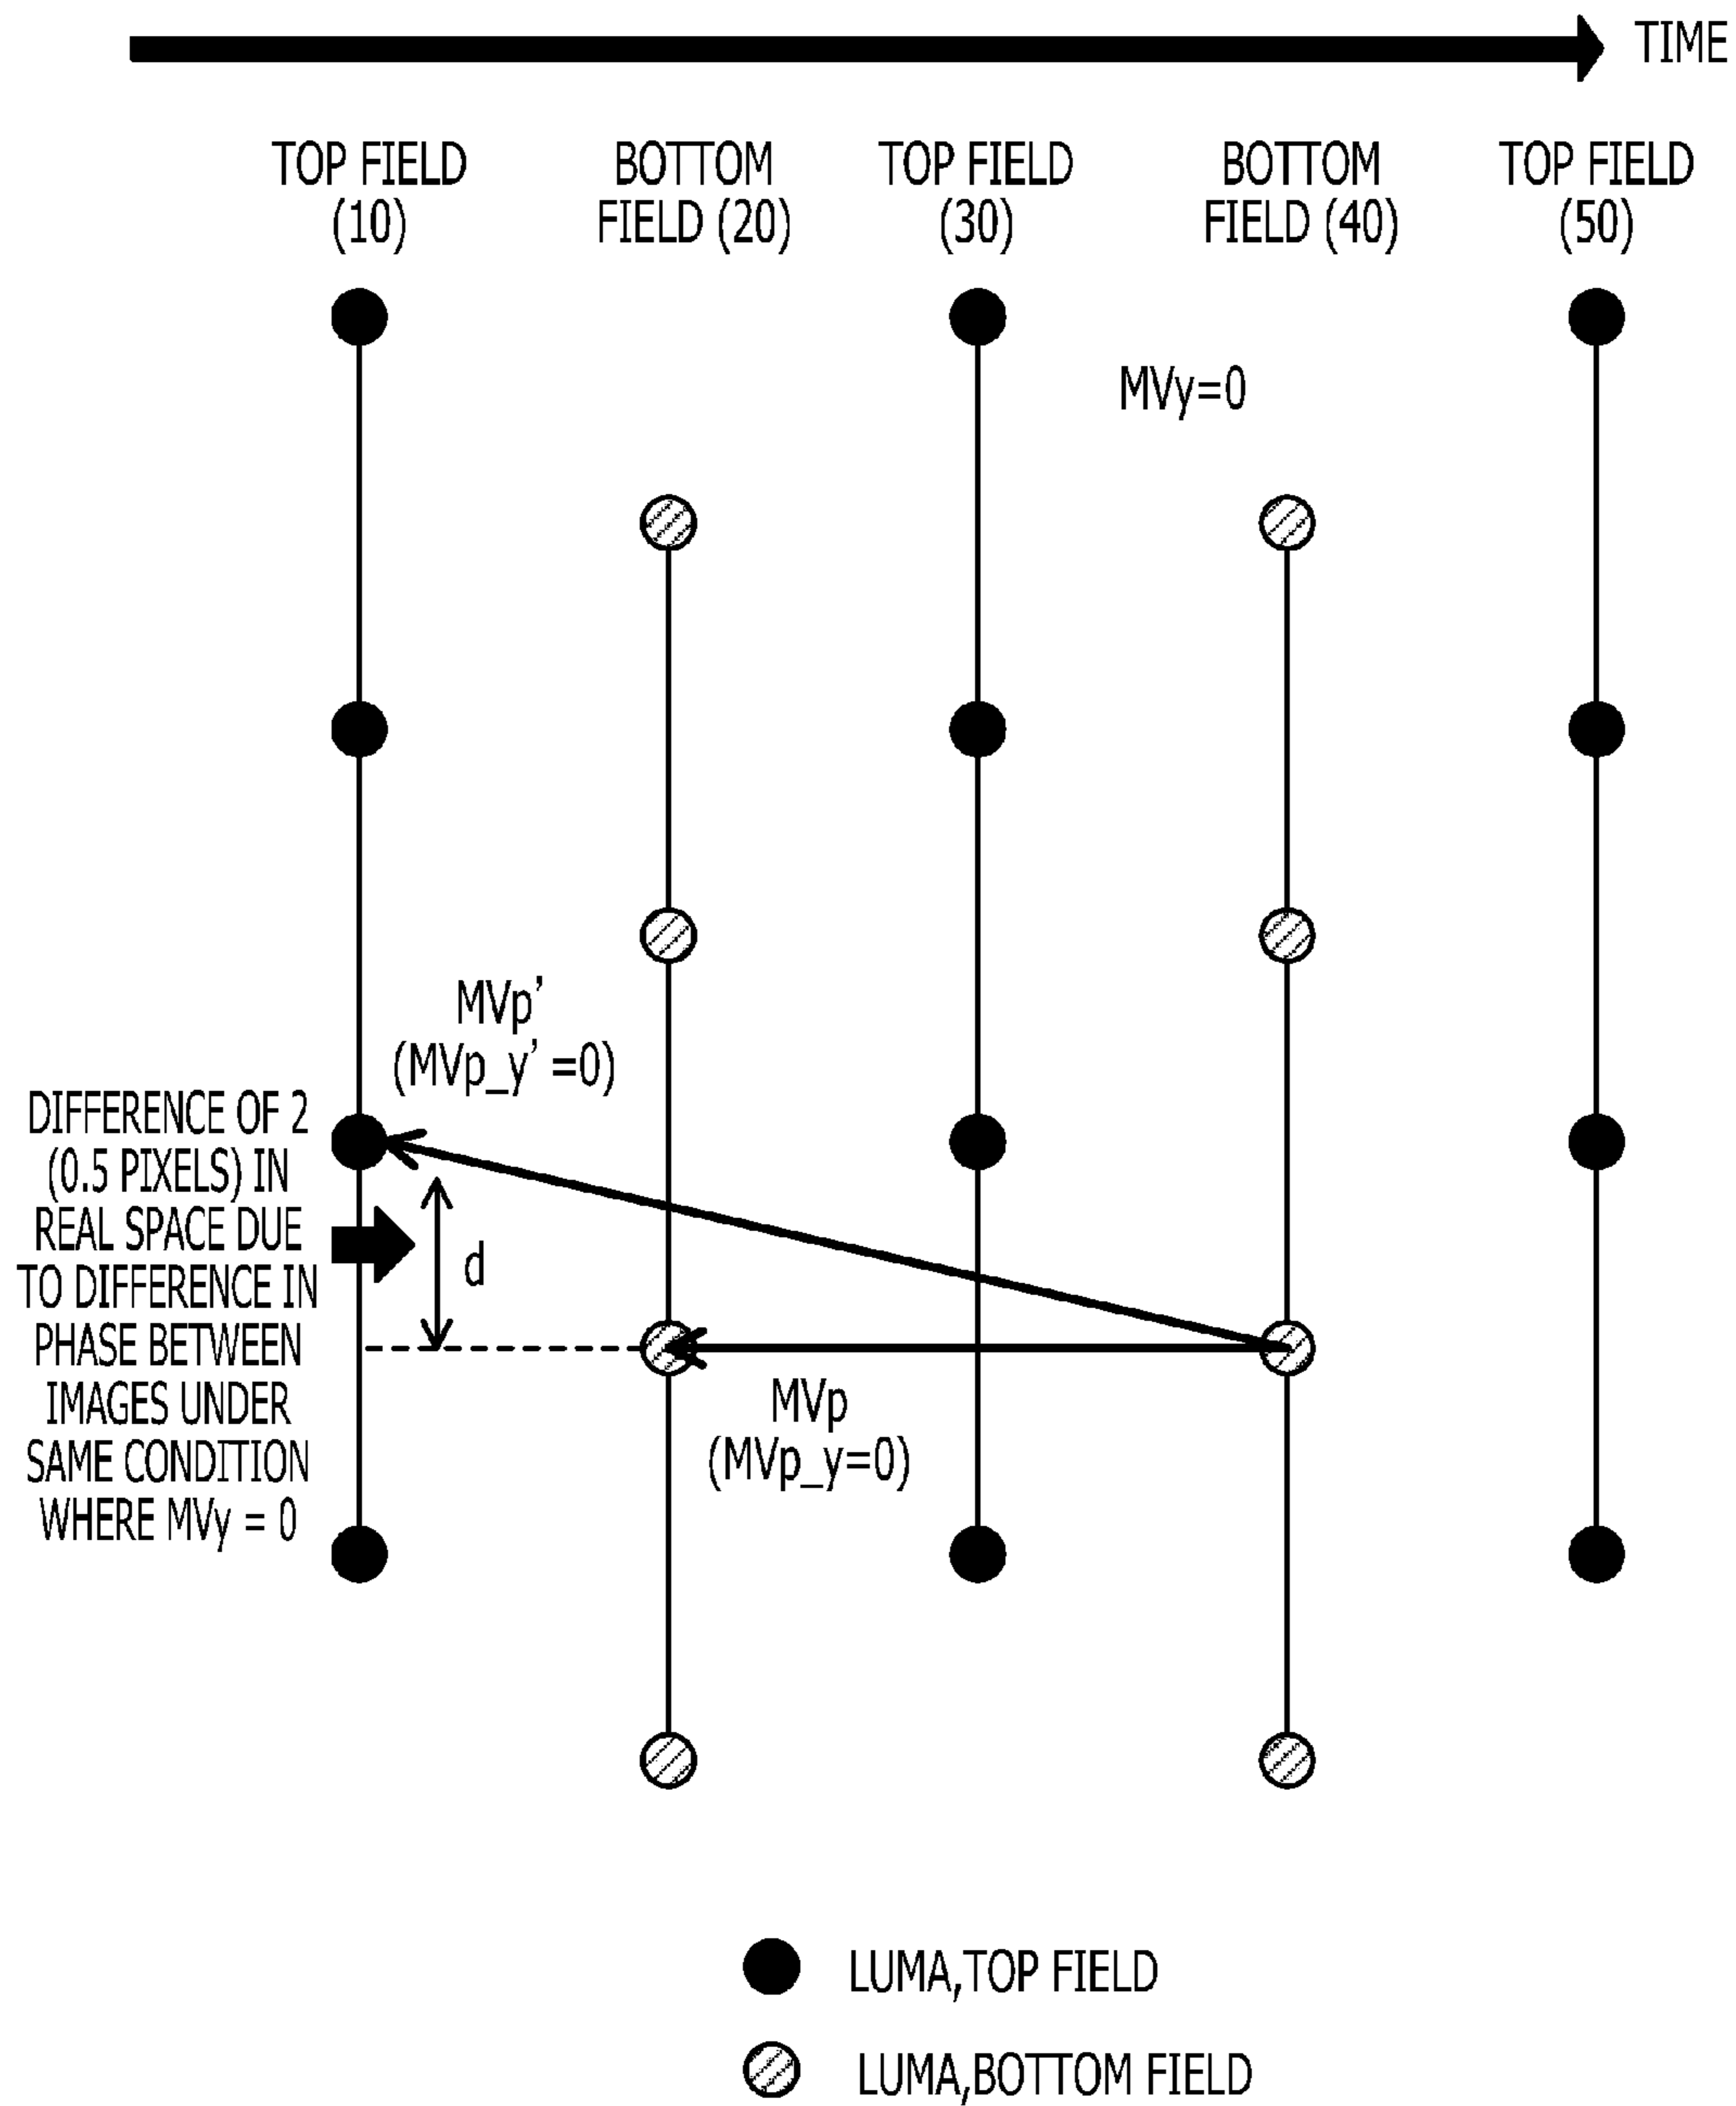 TIME
TOP FIELD
(10)
BOTTOM
FIELD (20)
TOP FIELD
(30)
BOTTOM
FIELD (40)
TOP FIELD
(50)
MVy=0
MVp’
(MVp_y’ =0)
DIFFERENCE OF 2
(0.5 PIXELS) IN
REAL SPACE DUE
TO DIFFERENCE IN
PHASE BETWEEN
IMAGES UNDER
SAME CONDITION
WHERE MVy = 0
d
MVp
(MVp_y=0)
LUMA,TOP FIELD
LUMA,BOTTOM FIELD